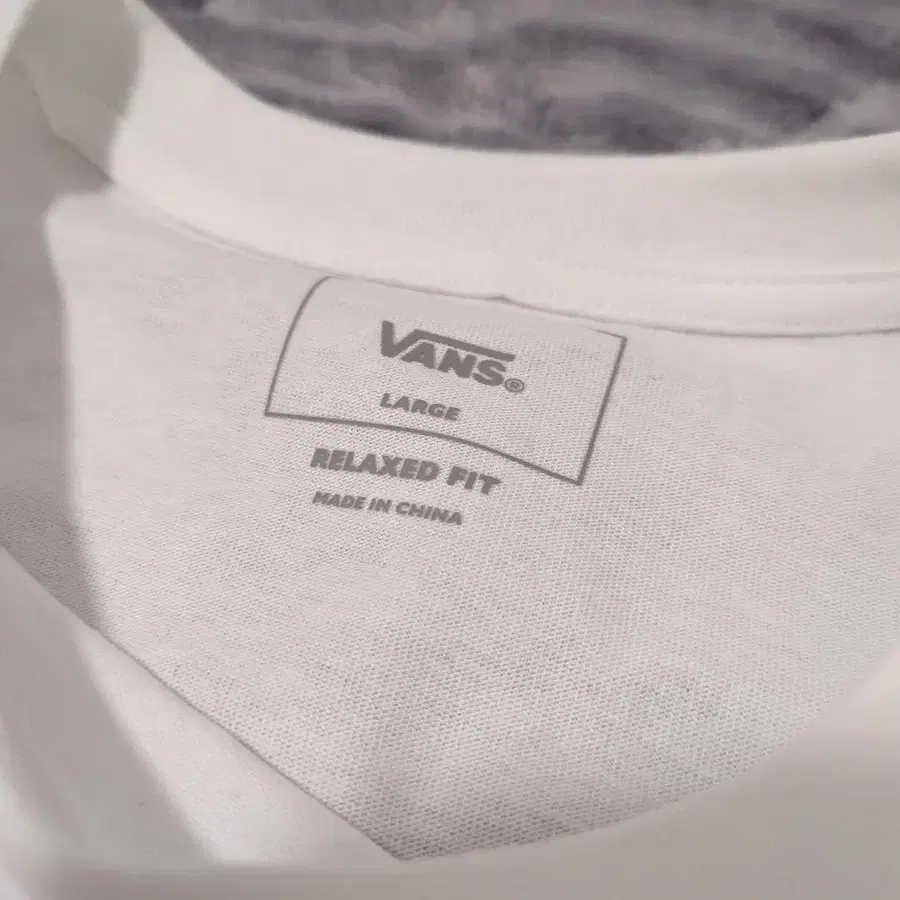 VANS®
LARGE
RELAXED FIT
MADE IN CHINA